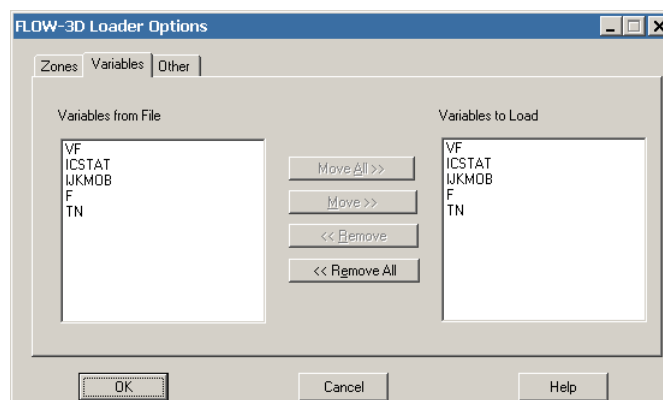 FLOW-3D Loader Options
Zones Variables Other
Variables from File
VF
ICSTAT
IJKMOB
F
TN
Move All >>
Move >>
<< Remove
<< Remove All
Variables to Load
VF
ICSTAT
IJKMOB
F
TN
OK Cancel Help